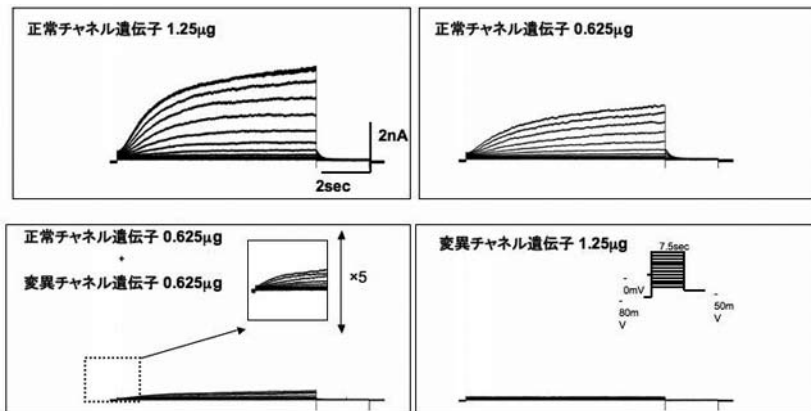 正常チャネル遺伝子 1.25μg
2nA
2sec
正常チャネル遺伝子 0.625μg
正常チャネル遺伝子 0.625μg
+
変異チャネル遺伝子 0.625μg
×5
変異チャネル遺伝子 1.25μg
7.5sec
-
0mV
-
80m
V
-
50m
V